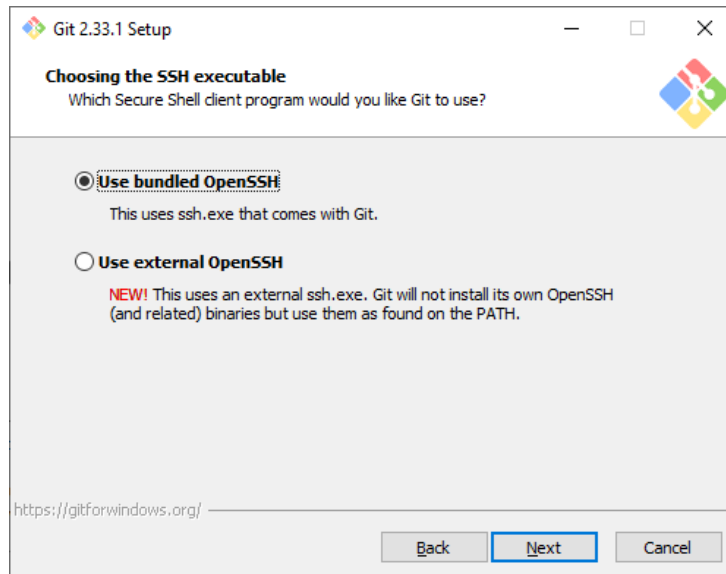 Git 2.33.1 Setup
Choosing the SSH executable
Which Secure Shell client program would you like Git to use?
Use bundled OpenSSH
This uses ssh.exe that comes with Git.
Use external OpenSSH
NEW! This uses an external ssh.exe. Git will not install its own OpenSSH
(and related) binaries but use them as found on the PATH.
https://gitforwindows.org/
Back Next Cancel